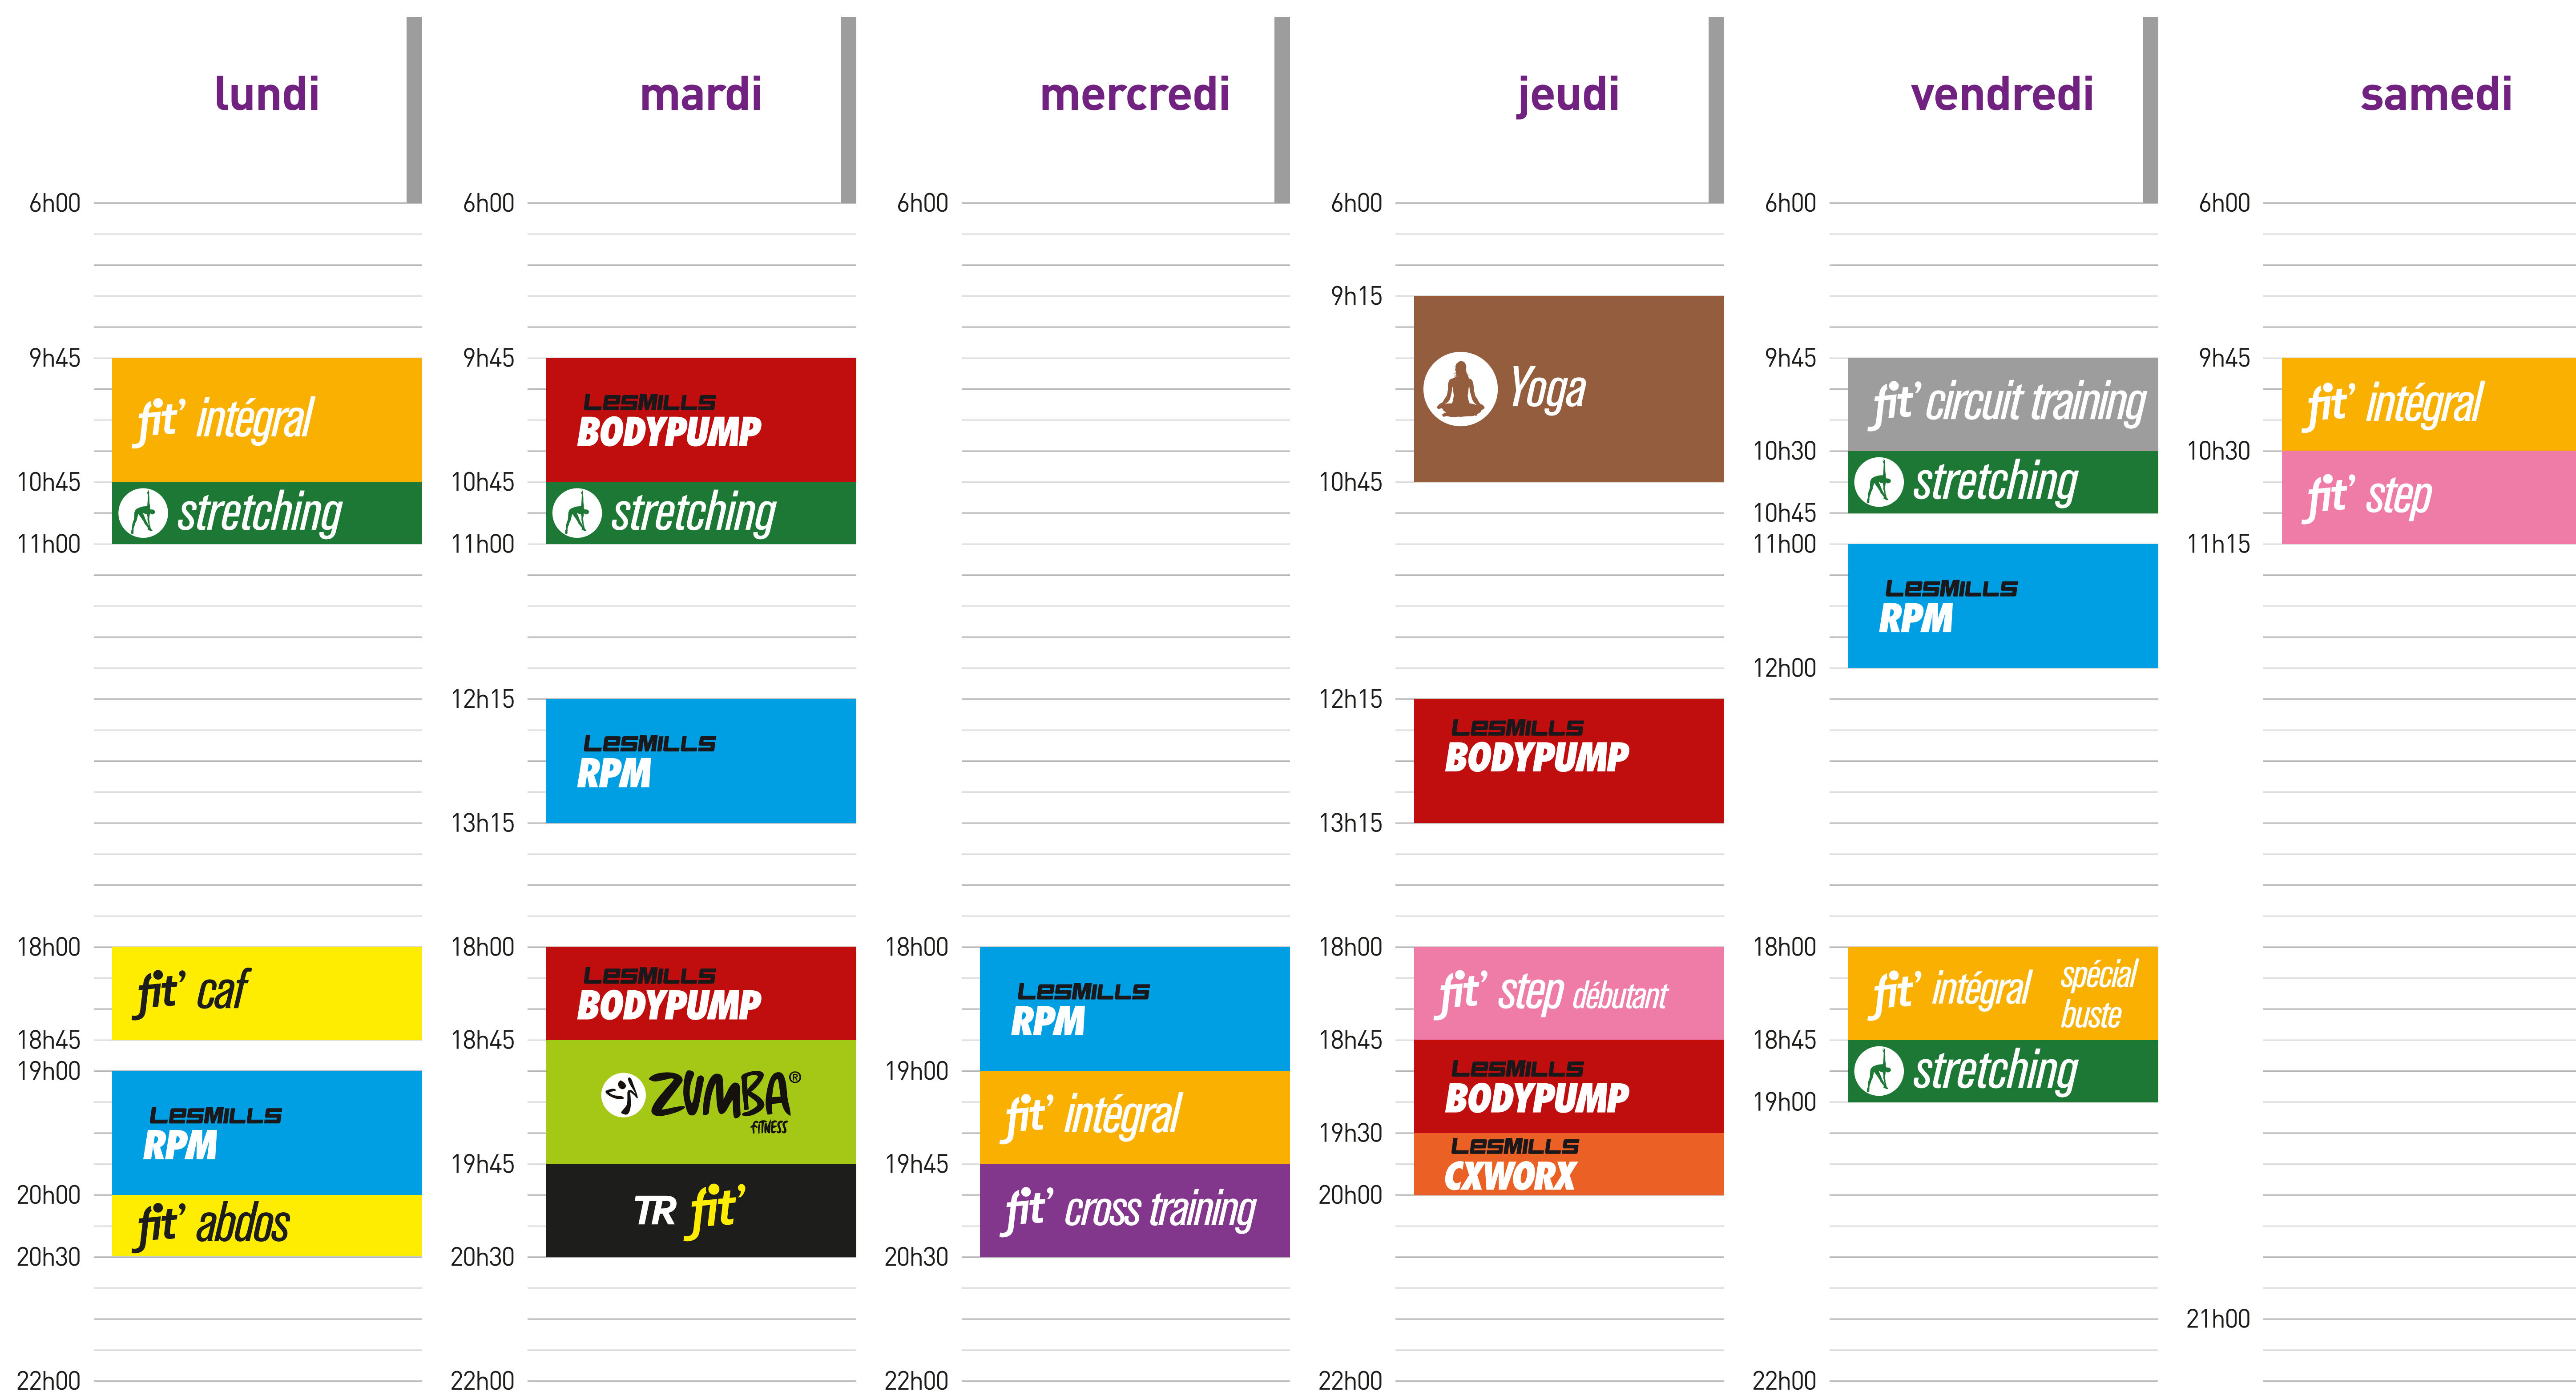 lundi
6h00
9h45
fit' intégral
10h45
stretching
11h00
18h00
fit' caf
18h45
19h00
LesMills
RPM
20h00
fit' abdos
20h30
22h00
mardi
6h00
9h45
LesMills
BODYPUMP
10h45
stretching
11h00
12h15
LesMills
RPM
13h15
18h00
LesMills
BODYPUMP
18h45
ZUMBA®
FITNESS
19h45
TR fit'
20h30
22h00
mercredi
6h00
18h00
LesMills
RPM
19h00
fit' intégral
19h45
fit' cross training
20h30
22h00
jeudi
6h00
9h15
Yoga
10h45
12h15
LesMills
BODYPUMP
13h15
18h00
fit' step débutant
18h45
LesMills
BODYPUMP
19h30
LesMills
CXWORX
20h00
22h00
vendredi
6h00
9h45
fit' circuit training
10h30
stretching
10h45
11h00
LesMills
RPM
12h00
18h00
fit' intégral spécial
buste
18h45
stretching
19h00
22h00
samedi
6h00
9h45
fit' intégral
10h30
fit' step
11h15
21h00